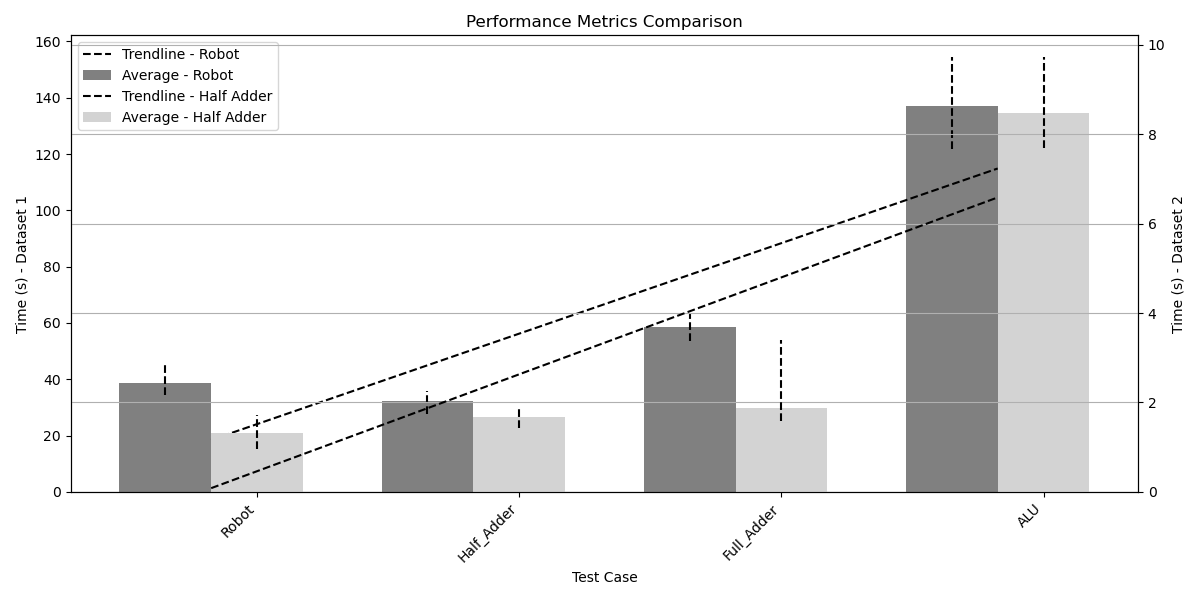 Performance Metrics Comparison
Trendline - Robot
Average - Robot
Trendline - Half Adder
Average - Half Adder
Time (s) - Dataset 1
160
140
120
100
80
60
40
20
0
Time (s) - Dataset 2
10
8
6
4
2
0
Robot
Half_Adder
Full_Adder
ALU
Test Case